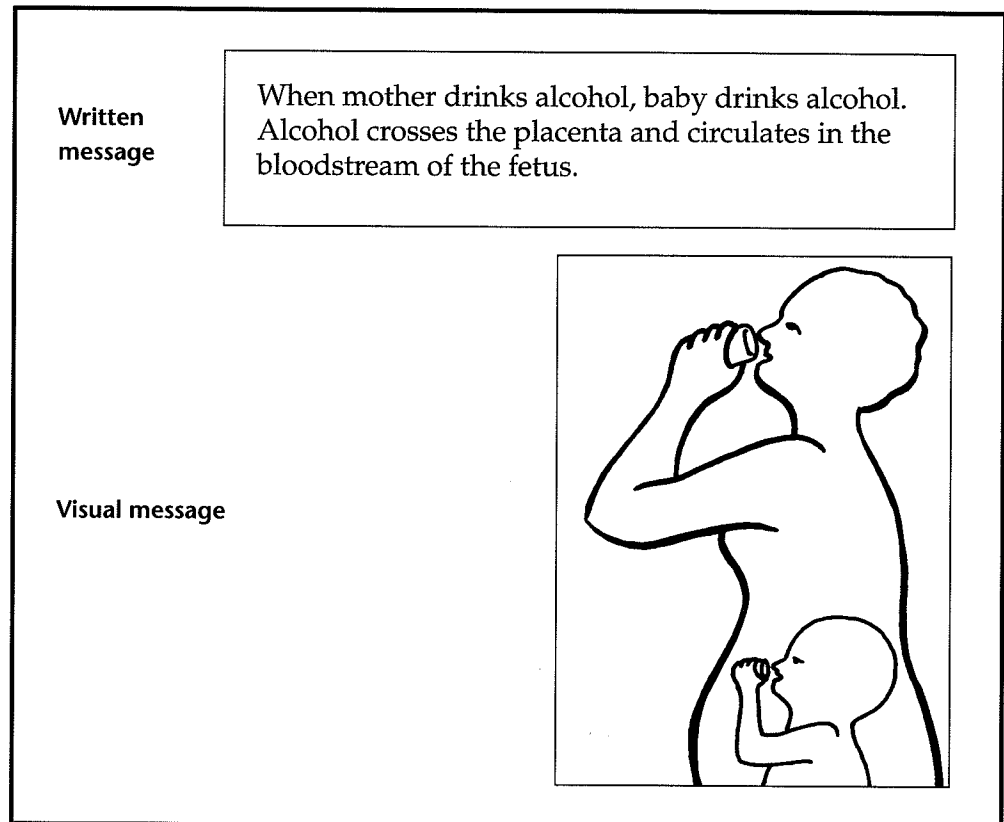 Written
message
When mother drinks alcohol, baby drinks alcohol.
Alcohol crosses the placenta and circulates in the
bloodstream of the fetus.
Visual message